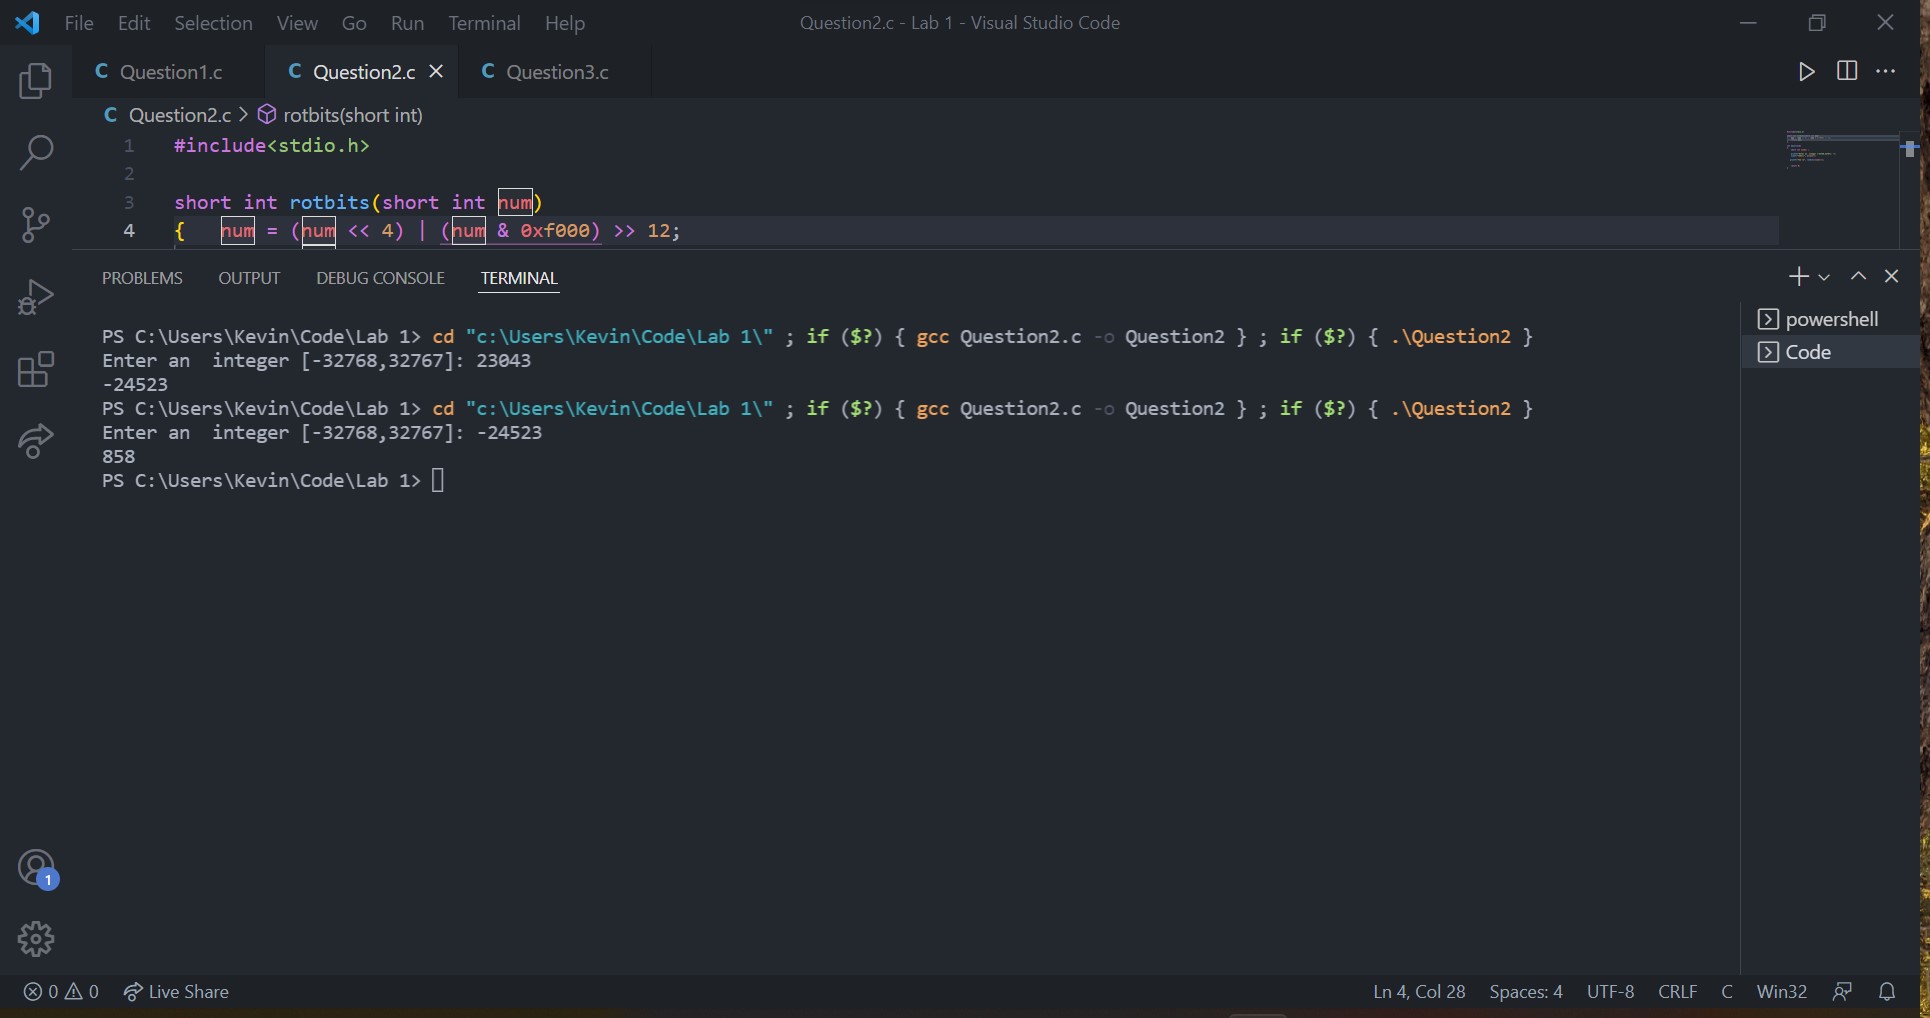 File Edit Selection View Go Run Terminal Help Question2.c - Lab 1 - Visual Studio Code
C Question1.c C Question2.c C Question3.c
C Question2.c > rotbits(short int)
1 #include<stdio.h>
2
3 short int rotbits(short int num)
4 { num = (num << 4) | (num & 0xf000) >> 12;
PROBLEMS OUTPUT DEBUG CONSOLE TERMINAL
PS C:\Users\Kevin\Code\Lab 1> cd "c:\Users\Kevin\Code\Lab 1\" ; if ($?) { gcc Question2.c -o Question2 } ; if ($?) { .\Question2 }
Enter an  integer [-32768,32767]: 23043
-24523
PS C:\Users\Kevin\Code\Lab 1> cd "c:\Users\Kevin\Code\Lab 1\" ; if ($?) { gcc Question2.c -o Question2 } ; if ($?) { .\Question2 }
Enter an  integer [-32768,32767]: -24523
858
PS C:\Users\Kevin\Code\Lab 1>
powershell
Code
1
0 0 Live Share Ln 4, Col 28 Spaces: 4 UTF-8 CRLF C Win32